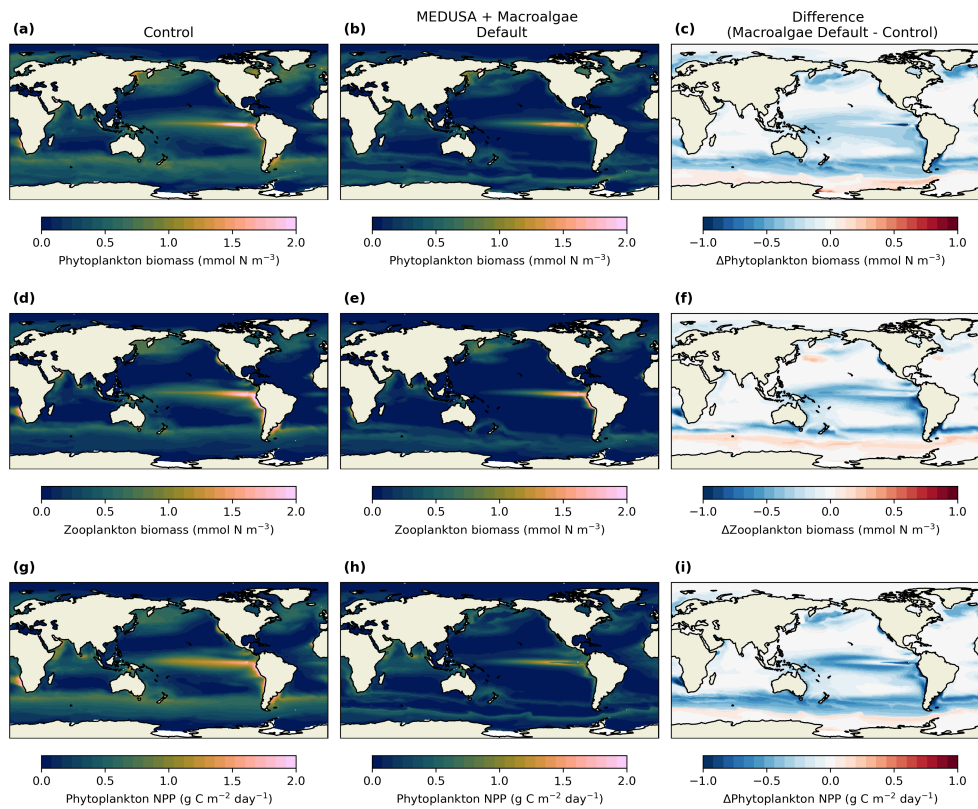 (a)
Control
(b)
MEDUSA + Macroalgae
Default
(c)
Difference
(Macroalgae Default - Control)
0.0 0.5 1.0 1.5 2.0
Phytoplankton biomass (mmol N m⁻³)
0.0 0.5 1.0 1.5 2.0
Phytoplankton biomass (mmol N m⁻³)
−1.0 −0.5 0.0 0.5 1.0
ΔPhytoplankton biomass (mmol N m⁻³)
(d)
(e)
(f)
0.0 0.5 1.0 1.5 2.0
Zooplankton biomass (mmol N m⁻³)
0.0 0.5 1.0 1.5 2.0
Zooplankton biomass (mmol N m⁻³)
−1.0 −0.5 0.0 0.5 1.0
ΔZooplankton biomass (mmol N m⁻³)
(g)
(h)
(i)
0.0 0.5 1.0 1.5 2.0
Phytoplankton NPP (g C m⁻² day⁻¹)
0.0 0.5 1.0 1.5 2.0
Phytoplankton NPP (g C m⁻² day⁻¹)
−1.0 −0.5 0.0 0.5 1.0
ΔPhytoplankton NPP (g C m⁻² day⁻¹)